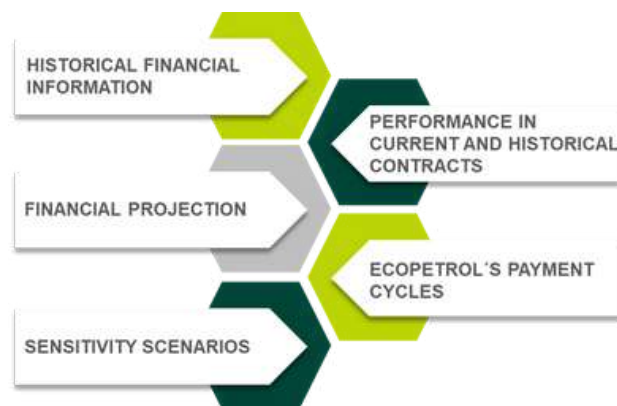 HISTORICAL FINANCIAL
INFORMATION
PERFORMANCE IN
CURRENT AND HISTORICAL
CONTRACTS
FINANCIAL PROJECTION
ECOPETROL´S PAYMENT
CYCLES
SENSITIVITY SCENARIOS